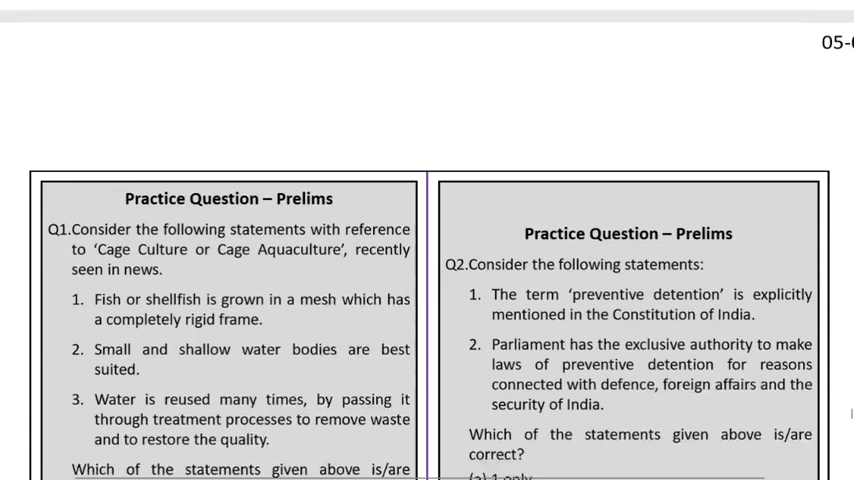 05-
Practice Question – Prelims
Q1.Consider the following statements with reference
to ‘Cage Culture or Cage Aquaculture’, recently
seen in news.
1. Fish or shellfish is grown in a mesh which has
a completely rigid frame.
2. Small and shallow water bodies are best
suited.
3. Water is reused many times, by passing it
through treatment processes to remove waste
and to restore the quality.
Which of the statements given above is/are
Practice Question – Prelims
Q2.Consider the following statements:
1. The term ‘preventive detention’ is explicitly
mentioned in the Constitution of India.
2. Parliament has the exclusive authority to make
laws of preventive detention for reasons
connected with defence, foreign affairs and the
security of India.
Which of the statements given above is/are
correct?
(a) 1 only